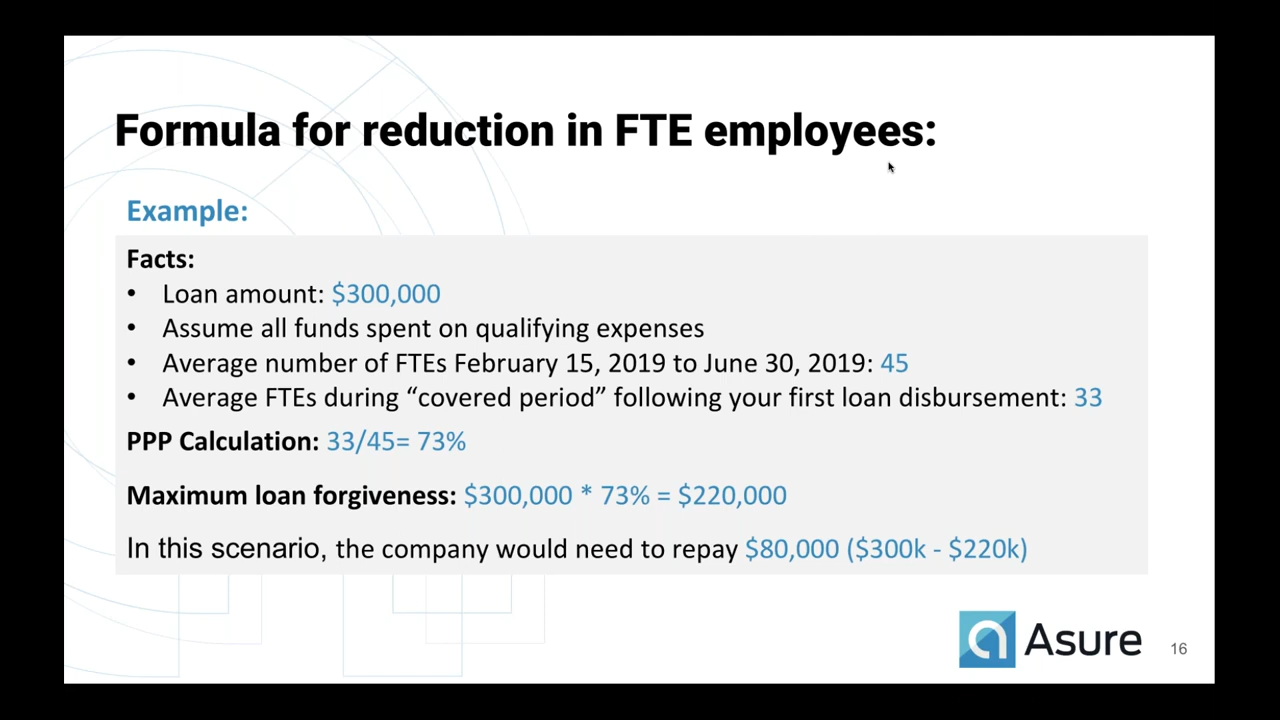 Formula for reduction in FTE employees:
Example:
Facts:
• Loan amount: $300,000
• Assume all funds spent on qualifying expenses
• Average number of FTEs February 15, 2019 to June 30, 2019: 45
• Average FTEs during “covered period” following your first loan disbursement: 33
PPP Calculation: 33/45= 73%
Maximum loan forgiveness: $300,000 * 73% = $220,000
In this scenario, the company would need to repay $80,000 ($300k - $220k)
Asure
16